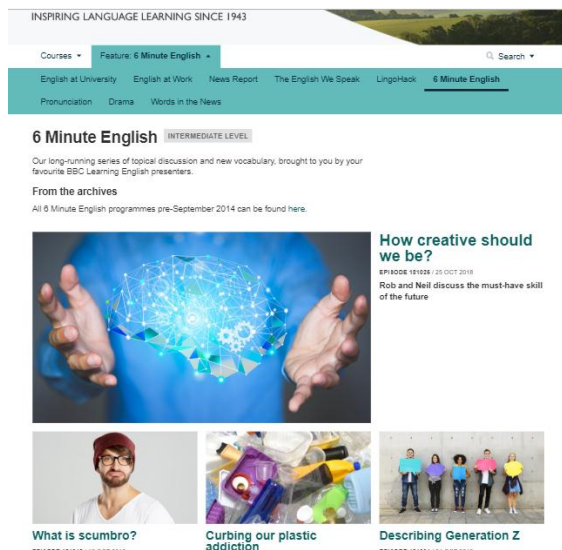 INSPIRING LANGUAGE LEARNING SINCE 1943
Courses Feature: 6 Minute English Search
English at University English at Work News Report The English We Speak LingoHack 6 Minute English
Pronunciation Drama Words in the News
6 Minute English INTERMEDIATE LEVEL
Our long-running series of topical discussion and new vocabulary, brought to you by your
favourite BBC Learning English presenters.
From the archives
All 6 Minute English programmes pre-September 2014 can be found here.
How creative should
we be?
EPISODE 181025 / 25 OCT 2018
Rob and Neil discuss the must-have skill
of the future
What is scumbro?
Curbing our plastic
addiction
Describing Generation Z